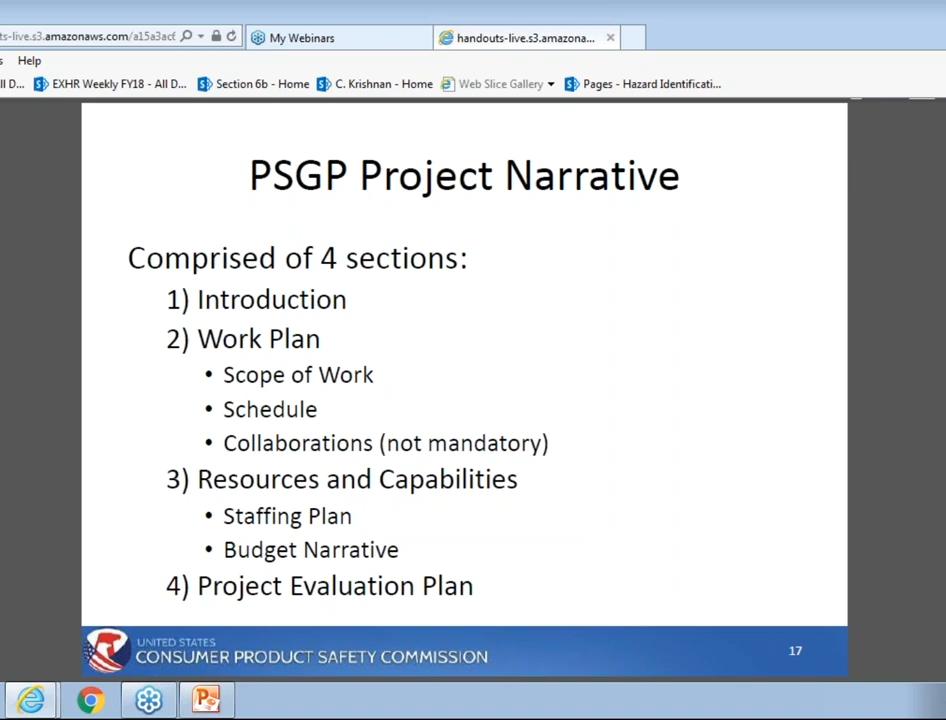 ts-live.s3.amazonaws.com/a15a3acf
My Webinars
handouts-live.s3.amazona...
Help
ll D...
EXHR Weekly FY18 - All D...
Section 6b - Home
C. Krishnan - Home
Web Slice Gallery
Pages - Hazard Identificati...
PSGP Project Narrative
Comprised of 4 sections:
1) Introduction
2) Work Plan
• Scope of Work
• Schedule
• Collaborations (not mandatory)
3) Resources and Capabilities
• Staffing Plan
• Budget Narrative
4) Project Evaluation Plan
UNITED STATES
CONSUMER PRODUCT SAFETY COMMISSION
17